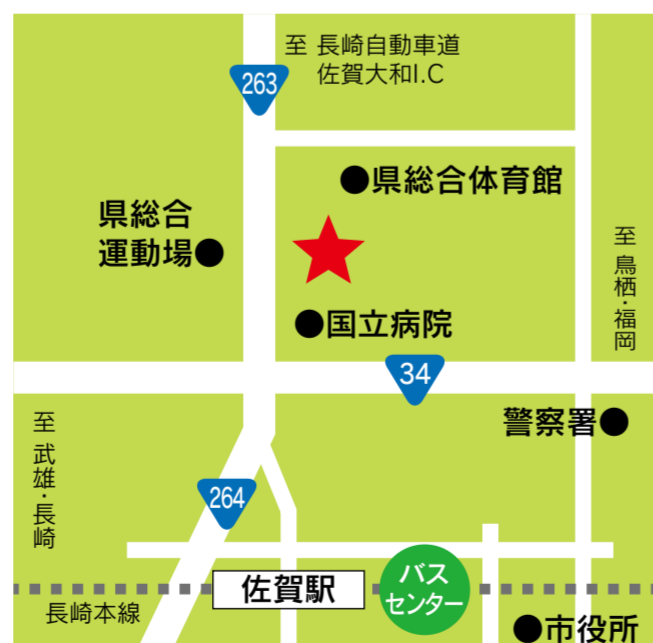 至 長崎自動車道
佐賀大和I.C
263
●県総合体育館
県総合
運動場●
至 鳥栖・福岡
●国立病院
34
警察署●
至 武雄・長崎
264
バス
センター
佐賀駅
長崎本線
●市役所